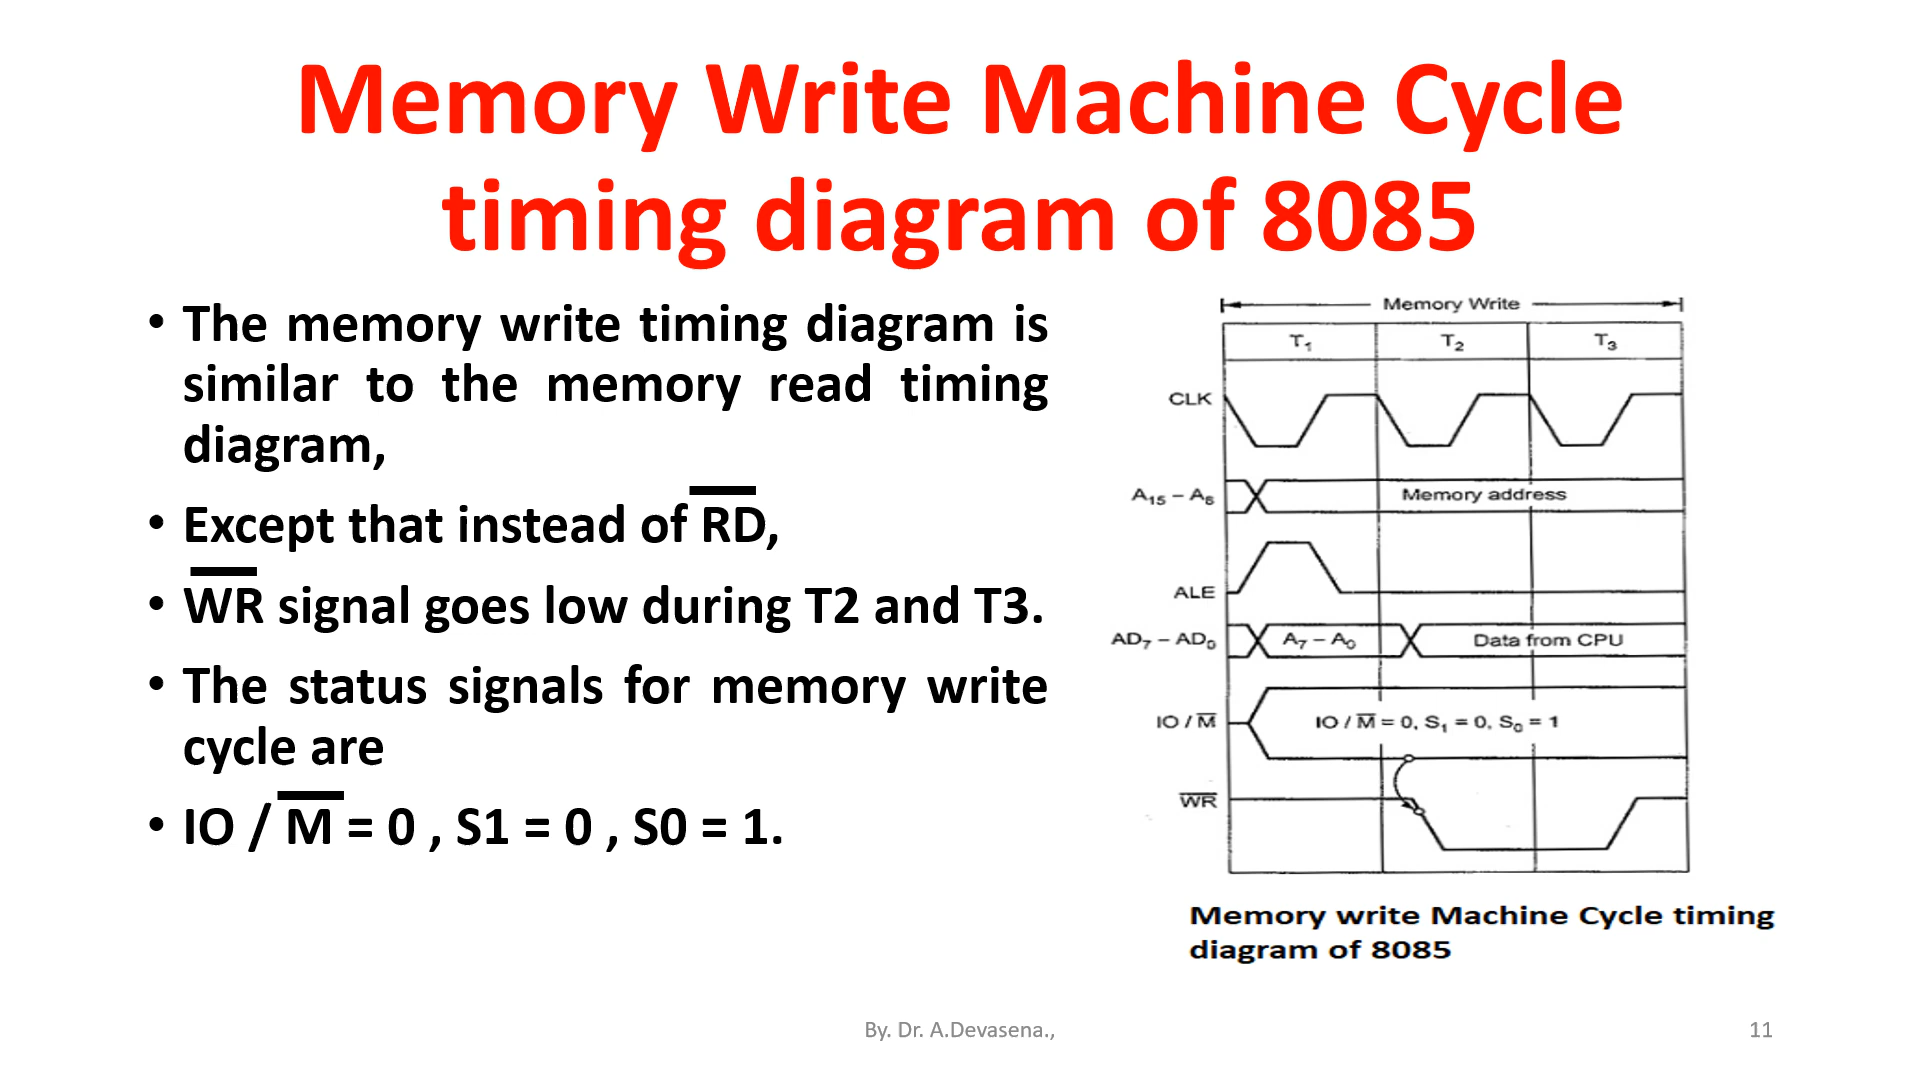 Memory Write Machine Cycle
timing diagram of 8085
• The memory write timing diagram is
similar to the memory read timing
diagram,
• Except that instead of R̅D̅,
• W̅R̅ signal goes low during T2 and T3.
• The status signals for memory write
cycle are
• IO / M̅ = 0 , S1 = 0 , S0 = 1.
Memory Write
T₁ T₂ T₃
CLK
A₁₅ – A₈ Memory address
ALE
AD₇ – AD₀ A₇ – A₀ Data from CPU
IO / M̅ IO / M̅ = 0, S₁ = 0, S₀ = 1
W̅R̅
Memory write Machine Cycle timing
diagram of 8085
By. Dr. A.Devasena.,
11